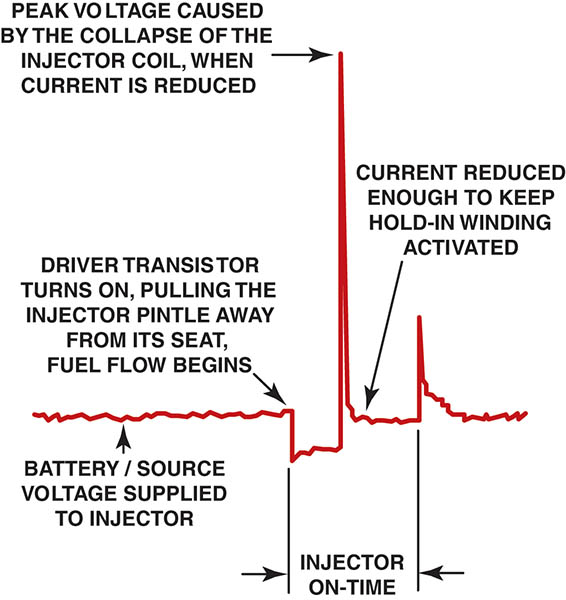 PEAK VOLTAGE CAUSED
BY THE COLLAPSE OF THE
INJECTOR COIL, WHEN
CURRENT IS REDUCED
CURRENT REDUCED
ENOUGH TO KEEP
HOLD-IN WINDING
ACTIVATED
DRIVER TRANSISTOR
TURNS ON, PULLING THE
INJECTOR PINTLE AWAY
FROM ITS SEAT,
FUEL FLOW BEGINS
BATTERY / SOURCE
VOLTAGE SUPPLIED
TO INJECTOR
INJECTOR
ON-TIME